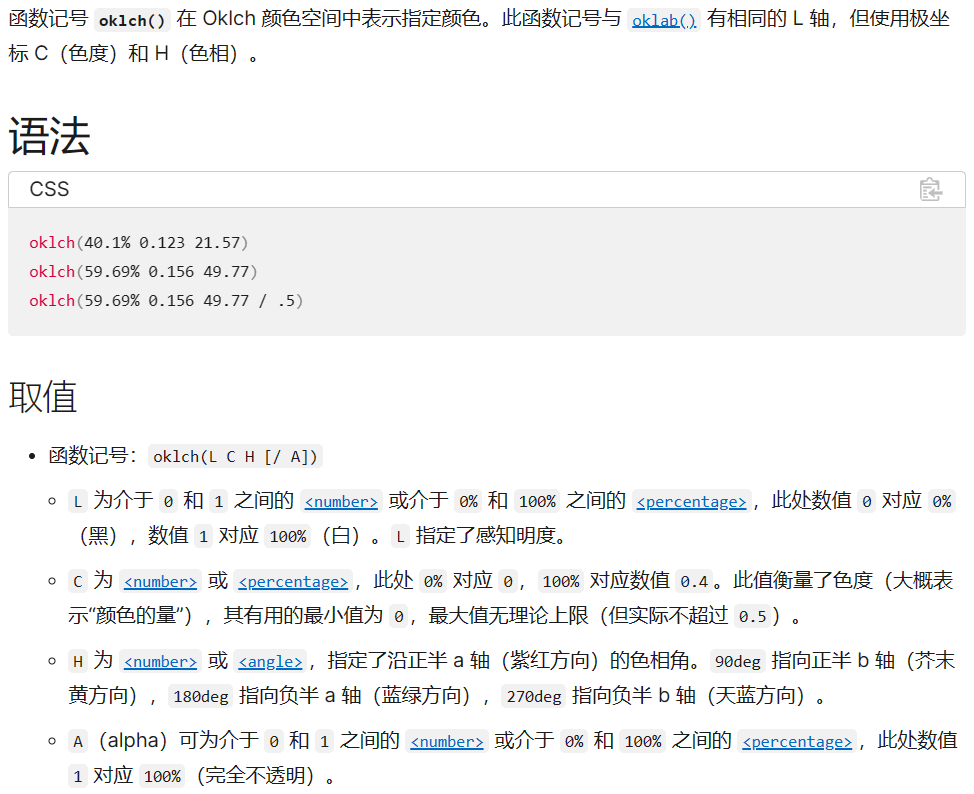 函数记号 oklch() 在 Oklch 颜色空间中表示指定颜色。此函数记号与 oklab() 有相同的 L 轴，但使用极坐
标 C（色度）和 H（色相）。
语法
CSS
oklch(40.1% 0.123 21.57)
oklch(59.69% 0.156 49.77)
oklch(59.69% 0.156 49.77 / .5)
取值
• 函数记号： oklch(L C H [/ A])
◦ L 为介于 0 和 1 之间的 <number> 或介于 0% 和 100% 之间的 <percentage>，此处数值 0 对应 0%
（黑），数值 1 对应 100%（白）。L 指定了感知明度。
◦ C 为 <number> 或 <percentage>，此处 0% 对应 0，100% 对应数值 0.4。此值衡量了色度（大概表
示“颜色的量”），其有用的最小值为 0，最大值无理论上限（但实际不超过 0.5）。
◦ H 为 <number> 或 <angle>，指定了沿正半 a 轴（紫红方向）的色相角。90deg 指向正半 b 轴（芥末
黄方向），180deg 指向负半 a 轴（蓝绿方向），270deg 指向负半 b 轴（天蓝方向）。
◦ A（alpha）可为介于 0 和 1 之间的 <number> 或介于 0% 和 100% 之间的 <percentage>，此处数值
1 对应 100%（完全不透明）。